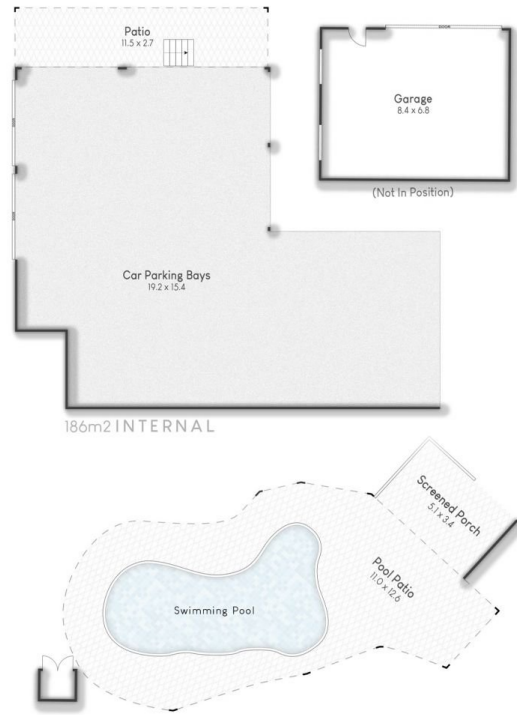 Patio
11.5 x 2.7
Garage
8.4 x 6.8
(Not In Position)
Car Parking Bays
19.2 x 15.4
186m2 INTERNAL
Screened Porch
5.1 x 3.4
Pool Patio
11.0 x 12.6
Swimming Pool